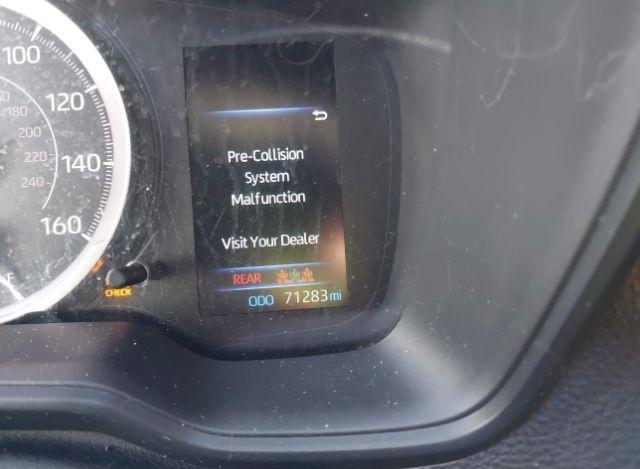 100
120
140
160
180
200
220
240
F
CHECK
Pre-Collision
System
Malfunction
Visit Your Dealer
REAR
ODO 71283 mi